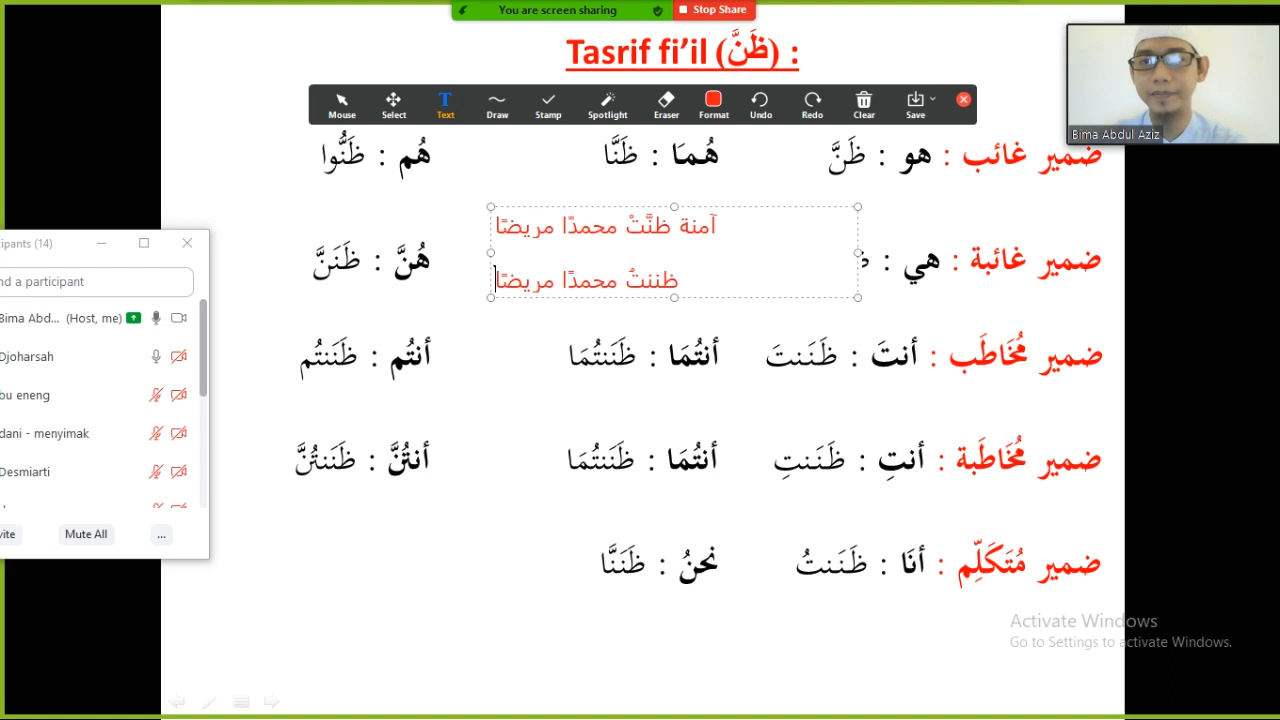 You are screen sharing
Stop Share
Tasrif fi’il (ظَنَّ) :
Mouse
Select
Text
Draw
Stamp
Spotlight
Eraser
Format
Undo
Redo
Clear
Save
Bima Abdul Aziz
ضمير غائب : هو : ظَنَّ هُمَا : ظَنَّا هُم : ظَنُّوا
آمنة ظنَّتْ محمدًا مريضًا
ظننتُ محمدًا مريضًا
ضمير غائبة : هي : هُنَّ : ظَنَنَّ
ضمير مُخَاطَب : أنتَ : ظَنَنتَ أنتُمَا : ظَنَنتُمَا أنتُم : ظَنَنتُم
ضمير مُخَاطَبة : أنتِ : ظَنَنتِ أنتُمَا : ظَنَنتُمَا أنتُنَّ : ظَنَنتُنَّ
ضمير مُتَكَلِّم : أنَا : ظَنَنتُ نحنُ : ظَنَنَّا
(14)
a participant
Bima Abd... (Host, me)
Djoharsah
bu eneng
dani - menyimak
Desmiarti
Mute All
...
Activate Windows
Go to Settings to activate Windows.